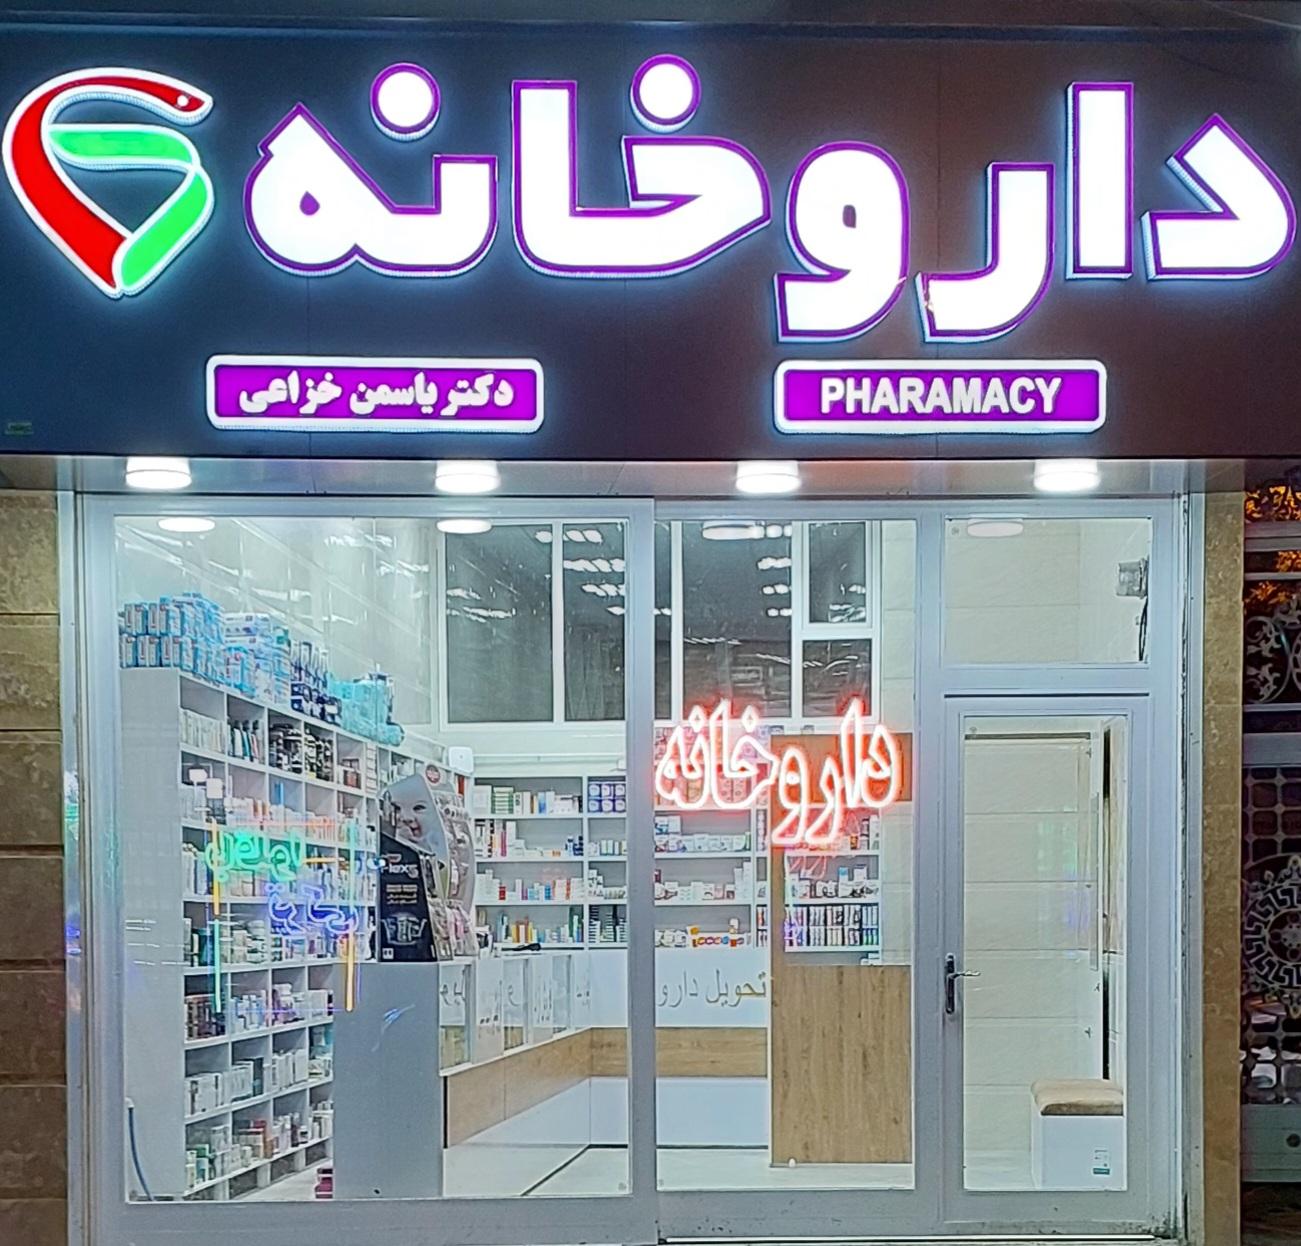 داروخانه
PHARAMACY
دکتر یاسمن خزاعی
داروخانه
تحویل دارو